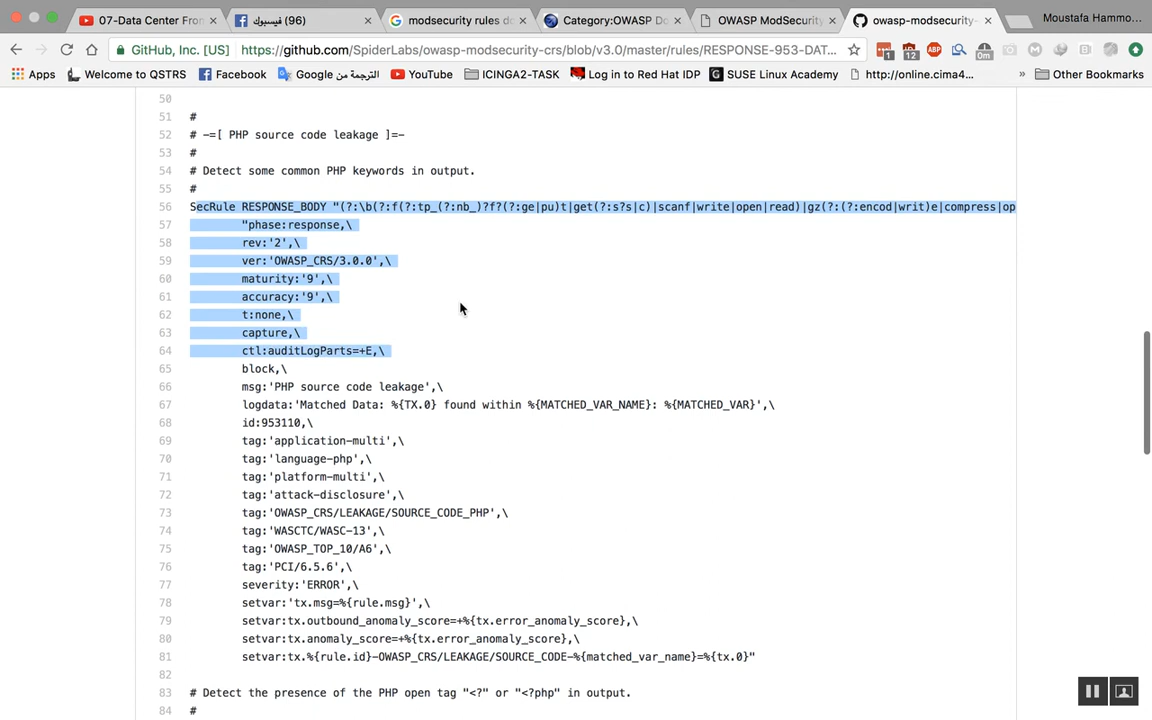 07-Data Center From
(96) فيسبوك
modsecurity rules do
Category:OWASP Do
OWASP ModSecurity
owasp-modsecurity-
Moustafa Hammo...
GitHub, Inc. [US]
https://github.com/SpiderLabs/owasp-modsecurity-crs/blob/v3.0/master/rules/RESPONSE-953-DAT...
1
12
ABP
0m
Apps
Welcome to QSTRS
Facebook
Google الترجمة من
YouTube
ICINGA2-TASK
Log in to Red Hat IDP
SUSE Linux Academy
http://online.cima4...
»
Other Bookmarks
50
51 #
52 # -=[ PHP source code leakage ]=-
53 #
54 # Detect some common PHP keywords in output.
55 #
56 SecRule RESPONSE_BODY "(?:\b(?:f(?:tp_(?:nb_)?f?(?:ge|pu)t|get(?:s?s|c)|scanf|write|open|read)|gz(?:(?:encod|writ)e|compress|op
57 "phase:response,\
58 rev:'2',\
59 ver:'OWASP_CRS/3.0.0',\
60 maturity:'9',\
61 accuracy:'9',\
62 t:none,\
63 capture,\
64 ctl:auditLogParts=+E,\
65 block,\
66 msg:'PHP source code leakage',\
67 logdata:'Matched Data: %{TX.0} found within %{MATCHED_VAR_NAME}: %{MATCHED_VAR}',\
68 id:953110,\
69 tag:'application-multi',\
70 tag:'language-php',\
71 tag:'platform-multi',\
72 tag:'attack-disclosure',\
73 tag:'OWASP_CRS/LEAKAGE/SOURCE_CODE_PHP',\
74 tag:'WASCTC/WASC-13',\
75 tag:'OWASP_TOP_10/A6',\
76 tag:'PCI/6.5.6',\
77 severity:'ERROR',\
78 setvar:'tx.msg=%{rule.msg}',\
79 setvar:tx.outbound_anomaly_score=+%{tx.error_anomaly_score},\
80 setvar:tx.anomaly_score=+%{tx.error_anomaly_score},\
81 setvar:tx.%{rule.id}-OWASP_CRS/LEAKAGE/SOURCE_CODE-%{matched_var_name}=%{tx.0}"
82
83 # Detect the presence of the PHP open tag "<?" or "<?php" in output.
84 #